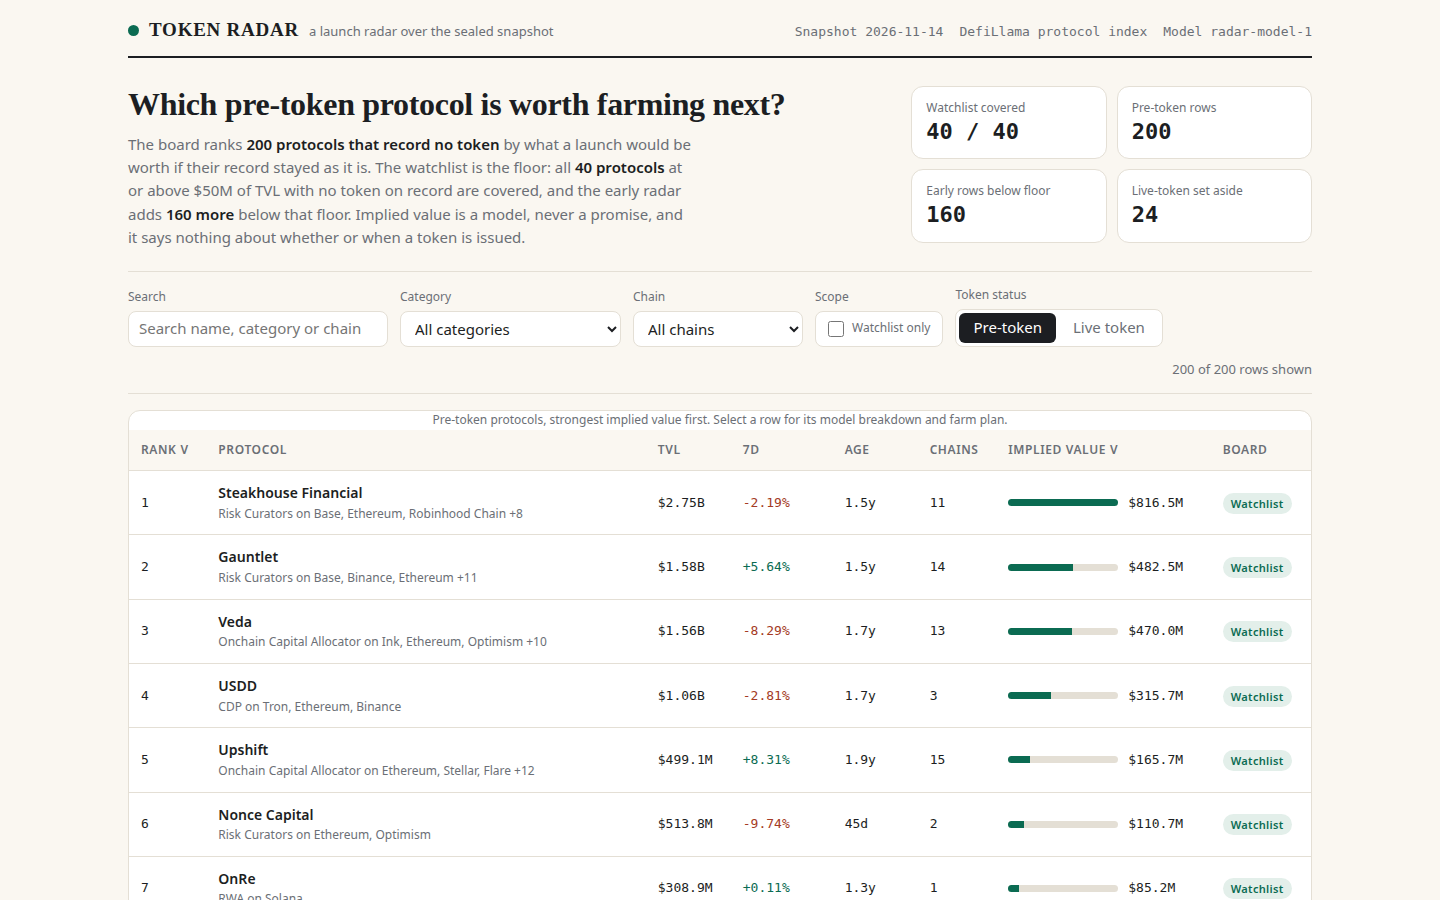 TOKEN RADAR a launch radar over the sealed snapshot
Snapshot 2026-11-14 DefiLlama protocol index Model radar-model-1
Which pre-token protocol is worth farming next?
The board ranks 200 protocols that record no token by what a launch would be
worth if their record stayed as it is. The watchlist is the floor: all 40 protocols at
or above $50M of TVL with no token on record are covered, and the early radar
adds 160 more below that floor. Implied value is a model, never a promise, and
it says nothing about whether or when a token is issued.
Watchlist covered
40 / 40
Pre-token rows
200
Early rows below floor
160
Live-token set aside
24
Search
Search name, category or chain
Category
All categories
Chain
All chains
Scope
Watchlist only
Token status
Pre-token Live token
200 of 200 rows shown
Pre-token protocols, strongest implied value first. Select a row for its model breakdown and farm plan.
RANK V PROTOCOL TVL 7D AGE CHAINS IMPLIED VALUE V BOARD
1 Steakhouse Financial $2.75B -2.19% 1.5y 11 $816.5M Watchlist
Risk Curators on Base, Ethereum, Robinhood Chain +8
2 Gauntlet $1.58B +5.64% 1.5y 14 $482.5M Watchlist
Risk Curators on Base, Binance, Ethereum +11
3 Veda $1.56B -8.29% 1.7y 13 $470.0M Watchlist
Onchain Capital Allocator on Ink, Ethereum, Optimism +10
4 USDD $1.06B -2.81% 1.7y 3 $315.7M Watchlist
CDP on Tron, Ethereum, Binance
5 Upshift $499.1M +8.31% 1.9y 15 $165.7M Watchlist
Onchain Capital Allocator on Ethereum, Stellar, Flare +12
6 Nonce Capital $513.8M -9.74% 45d 2 $110.7M Watchlist
Risk Curators on Ethereum, Optimism
7 OnRe $308.9M +0.11% 1.3y 1 $85.2M Watchlist
RWA on Solana